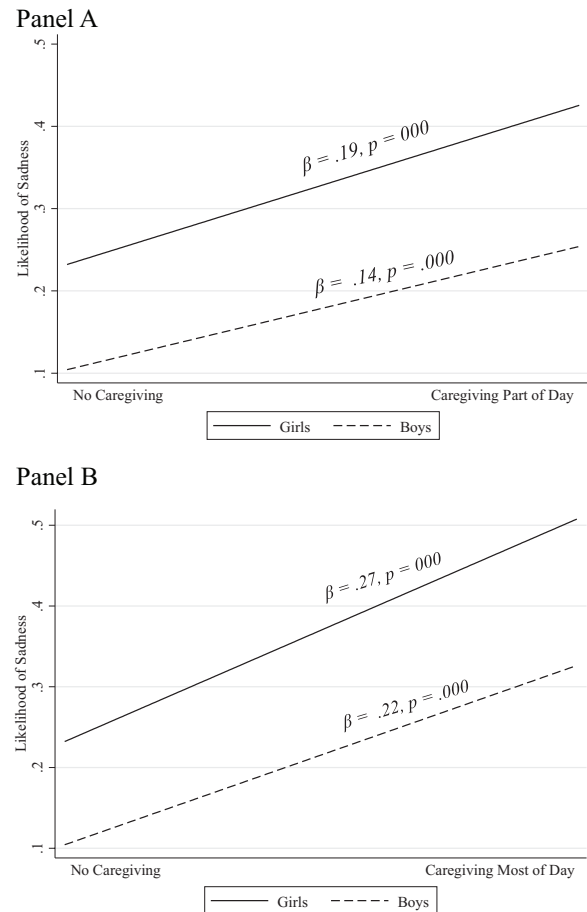 Panel A
.5
.4
.3
.2
.1
Likelihood of Sadness
β = .19, p = 000
β = .14, p = .000
No Caregiving Caregiving Part of Day
Girls Boys
Panel B
.5
.4
.3
.2
.1
Likelihood of Sadness
β = .27, p = 000
β = .22, p = .000
No Caregiving Caregiving Most of Day
Girls Boys